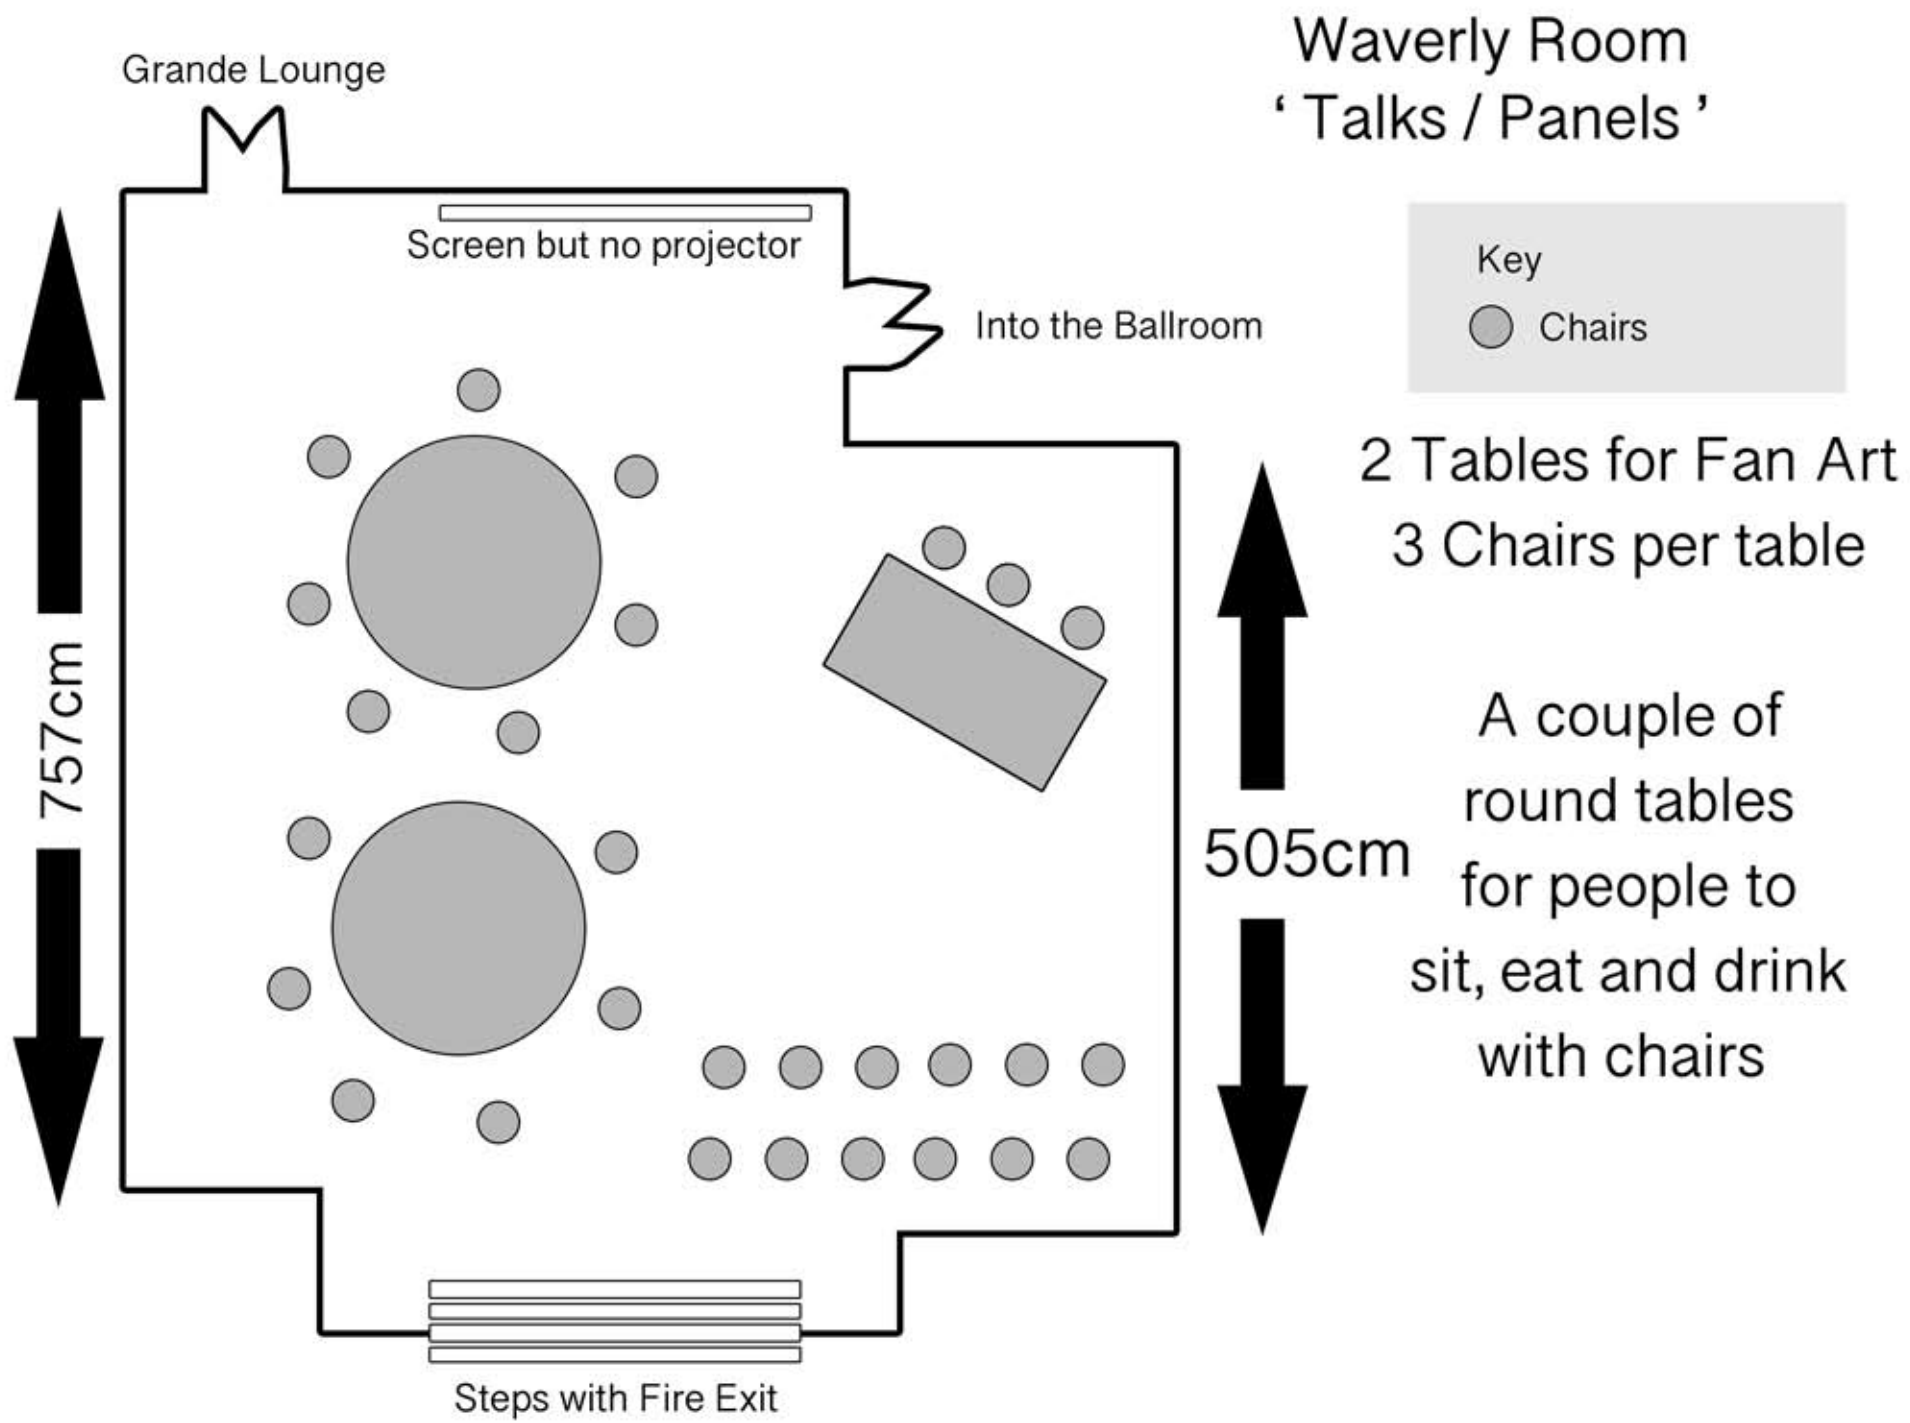 Waverly Room
‘ Talks / Panels ’
Grande Lounge
Screen but no projector
Into the Ballroom
Key
Chairs
2 Tables for Fan Art
3 Chairs per table
A couple of
round tables
for people to
sit, eat and drink
with chairs
757cm
505cm
Steps with Fire Exit